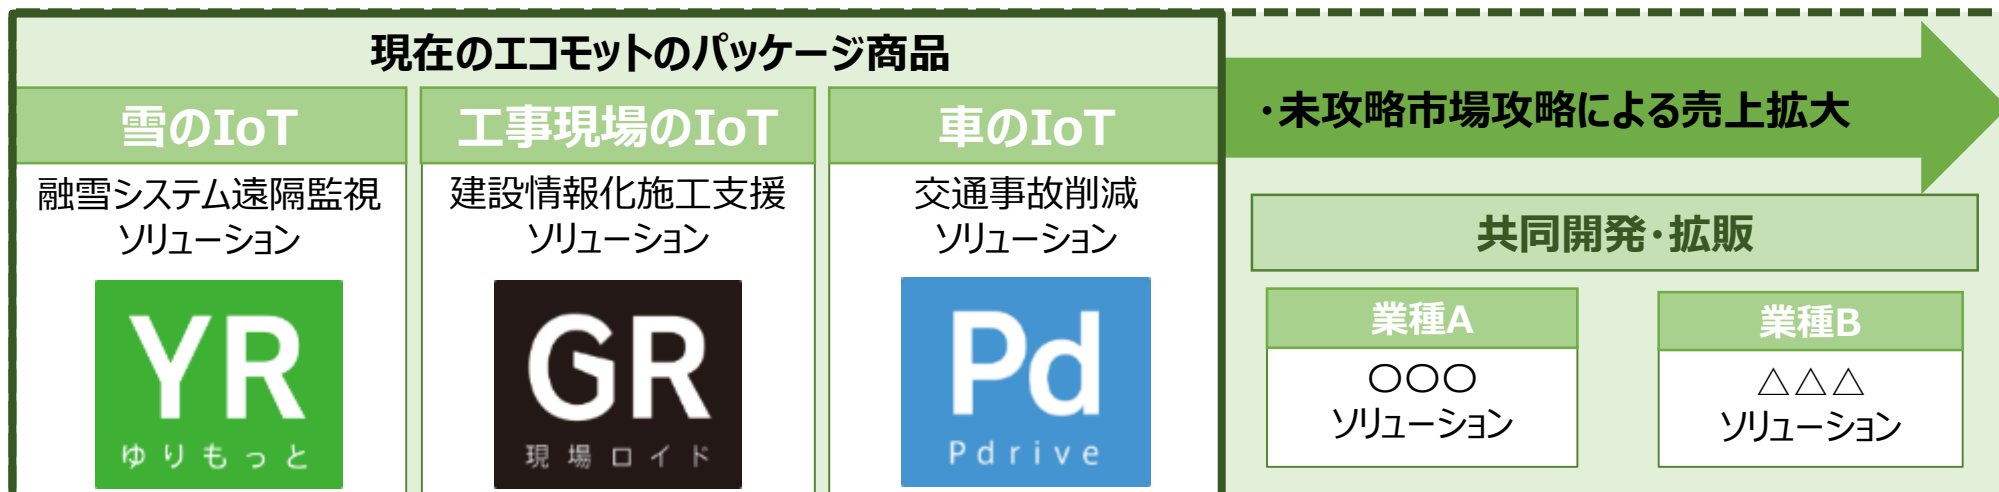 現在のエコモットのパッケージ商品
雪のIoT
融雪システム遠隔監視
ソリューション
YR
ゆりもっと
工事現場のIoT
建設情報化施工支援
ソリューション
GR
現場ロイド
車のIoT
交通事故削減
ソリューション
Pd
Pdrive
・未攻略市場攻略による売上拡大
共同開発・拡販
業種A
〇〇〇
ソリューション
業種B
△△△
ソリューション